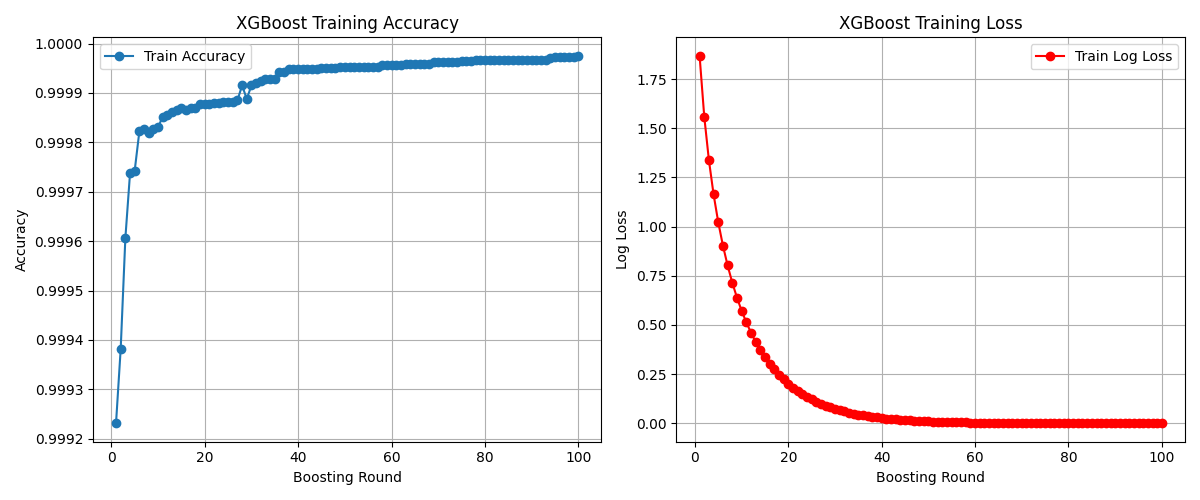 XGBoost Training Accuracy
Train Accuracy
1.0000
0.9999
0.9998
0.9997
0.9996
0.9995
0.9994
0.9993
0.9992
Accuracy
0 20 40 60 80 100
Boosting Round
XGBoost Training Loss
Train Log Loss
1.75
1.50
1.25
1.00
0.75
0.50
0.25
0.00
Log Loss
0 20 40 60 80 100
Boosting Round